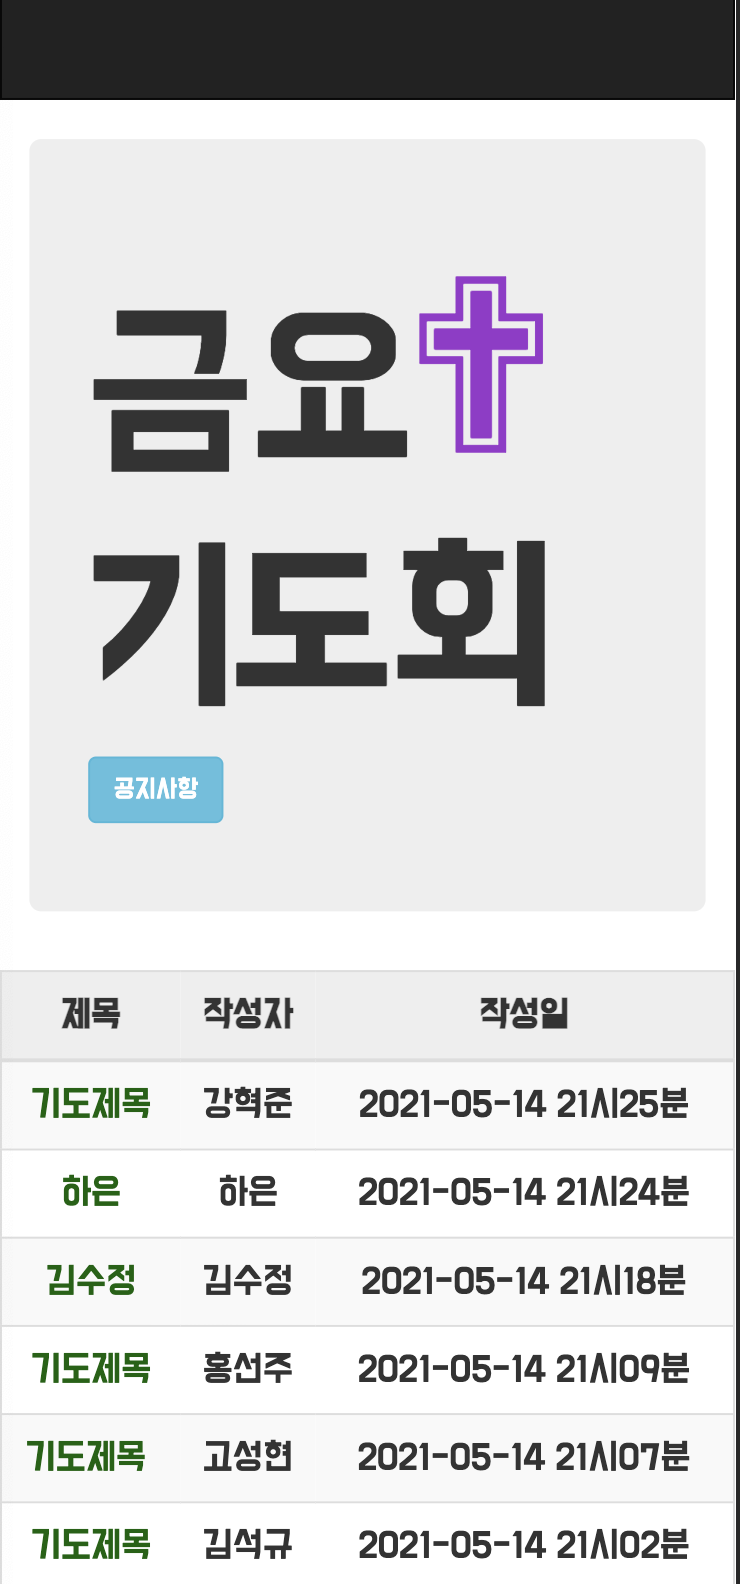 금요
기도회
공지사항
제목 작성자 작성일
기도제목 강혁준 2021-05-14 21시25분
하은 하은 2021-05-14 21시24분
김수정 김수정 2021-05-14 21시18분
기도제목 홍선주 2021-05-14 21시09분
기도제목 고성현 2021-05-14 21시07분
기도제목 김석규 2021-05-14 21시02분